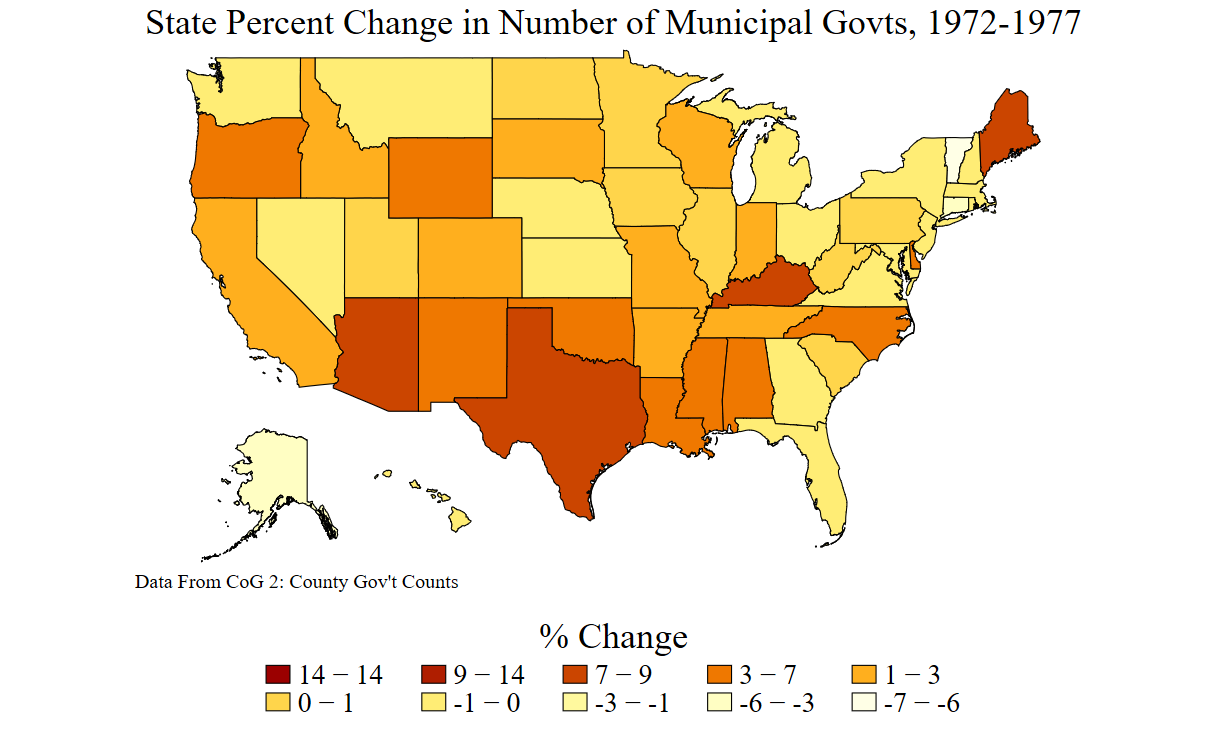 State Percent Change in Number of Municipal Govts, 1972-1977
Data From CoG 2: County Gov't Counts
% Change
14 − 14 9 − 14 7 − 9 3 − 7 1 − 3
0 − 1 -1 − 0 -3 − -1 -6 − -3 -7 − -6